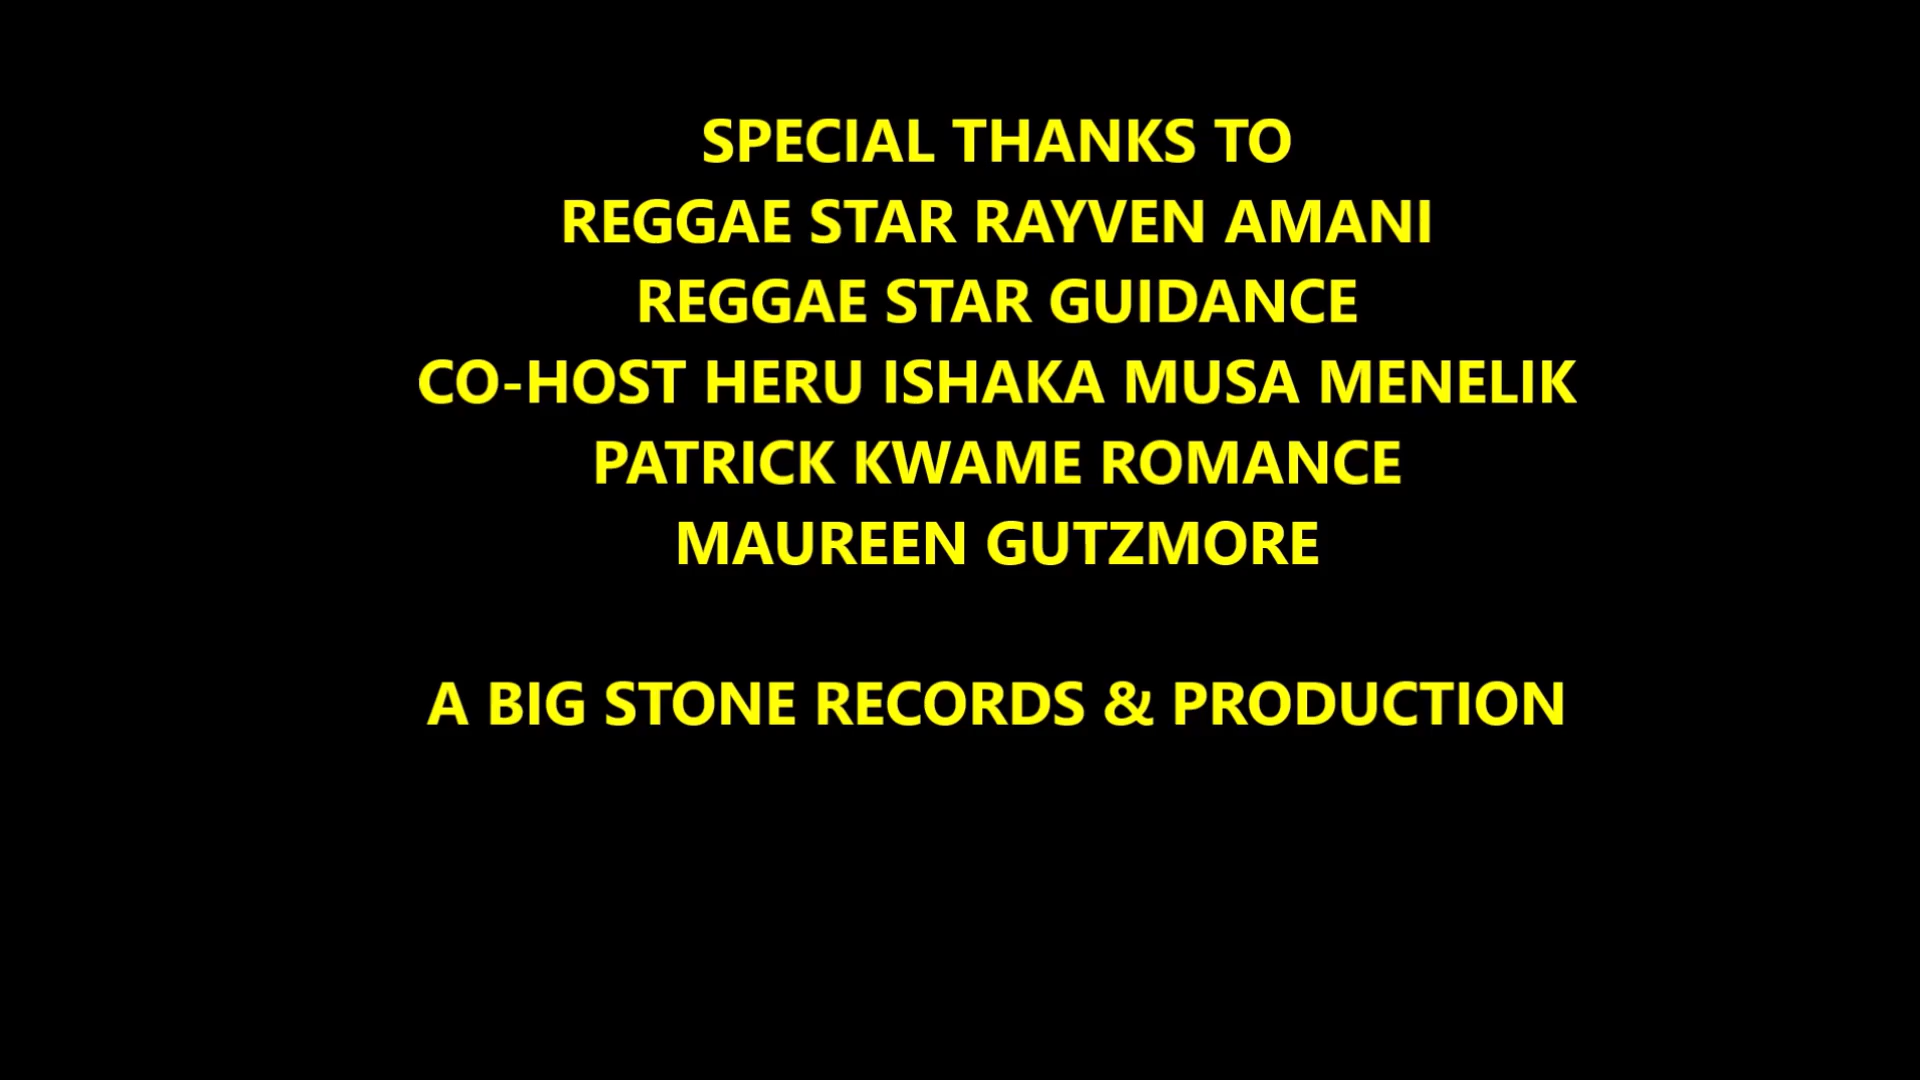 SPECIAL THANKS TO
REGGAE STAR RAYVEN AMANI
REGGAE STAR GUIDANCE
CO-HOST HERU ISHAKA MUSA MENELIK
PATRICK KWAME ROMANCE
MAUREEN GUTZMORE
A BIG STONE RECORDS & PRODUCTION